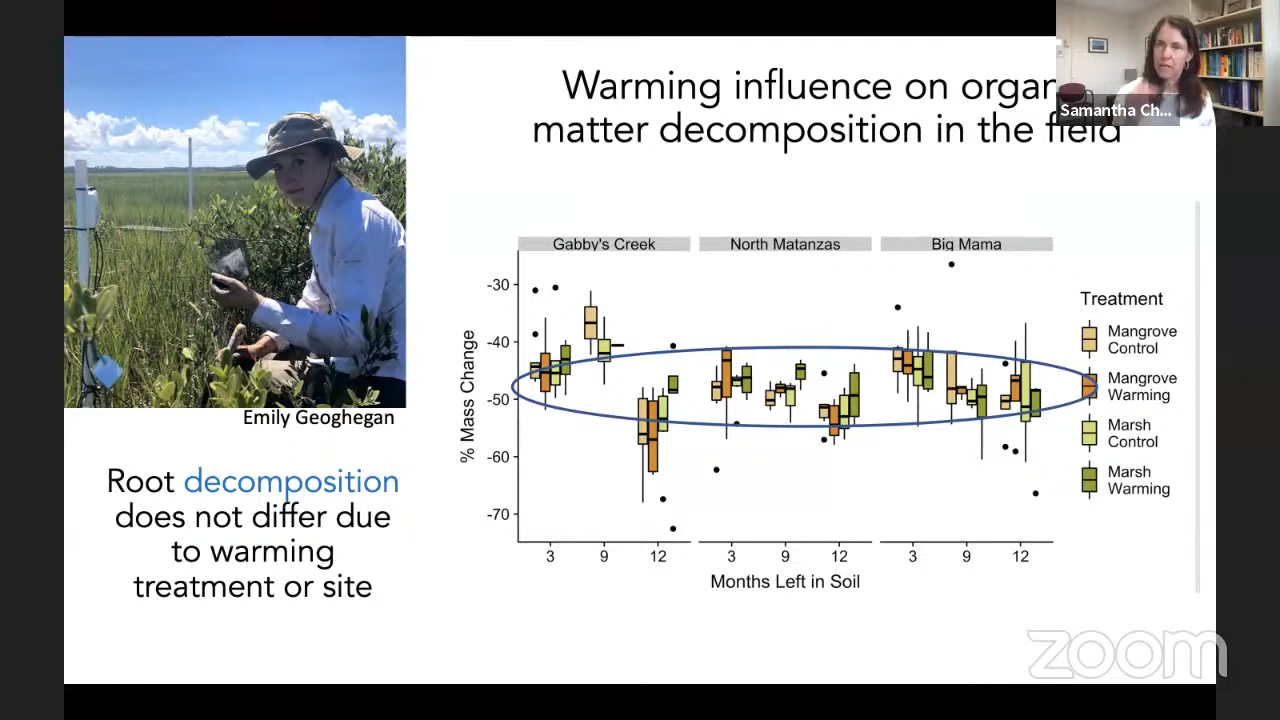 Warming influence on organ
matter decomposition in the field
Samantha Ch...
Emily Geoghegan
Root decomposition
does not differ due
to warming
treatment or site
Gabby's Creek
North Matanzas
Big Mama
% Mass Change
-30
-40
-50
-60
-70
3
9
12
3
9
12
3
9
12
Months Left in Soil
Treatment
Mangrove
Control
Mangrove
Warming
Marsh
Control
Marsh
Warming
zoom